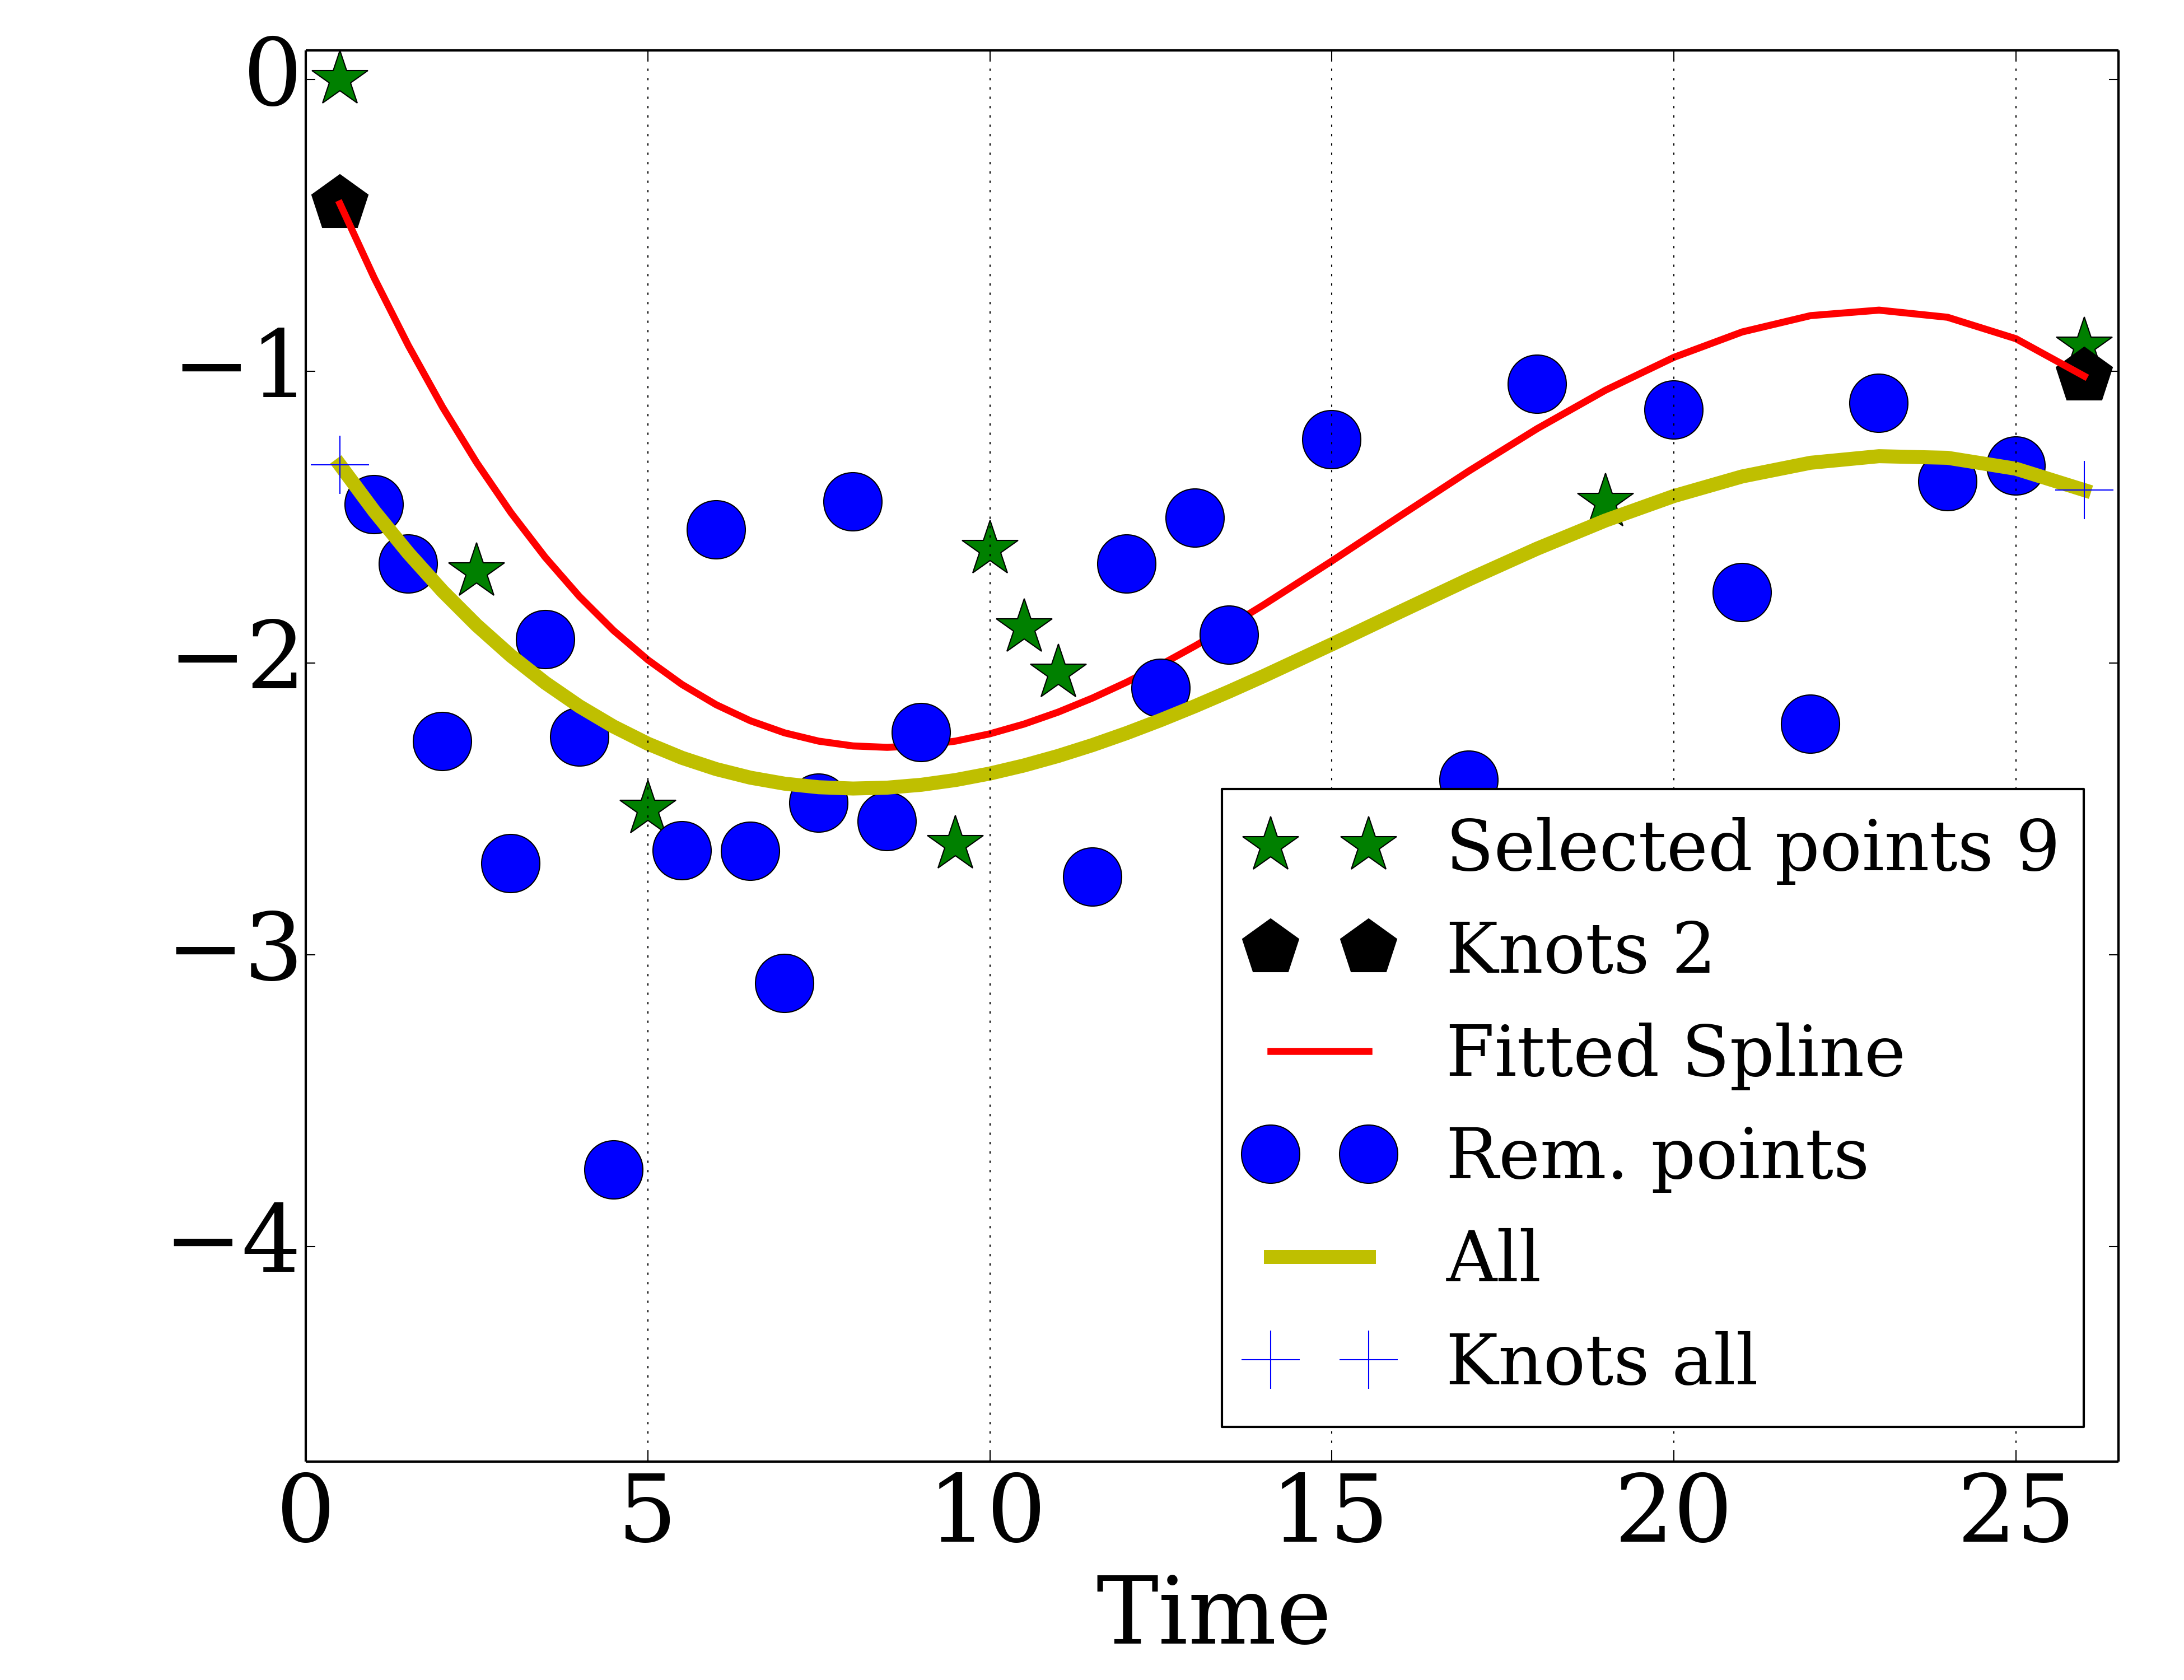 0
−1
−2
−3
−4
Selected points 9
Knots 2
Fitted Spline
Rem. points
All
Knots all
0 5 10 15 20 25
Time